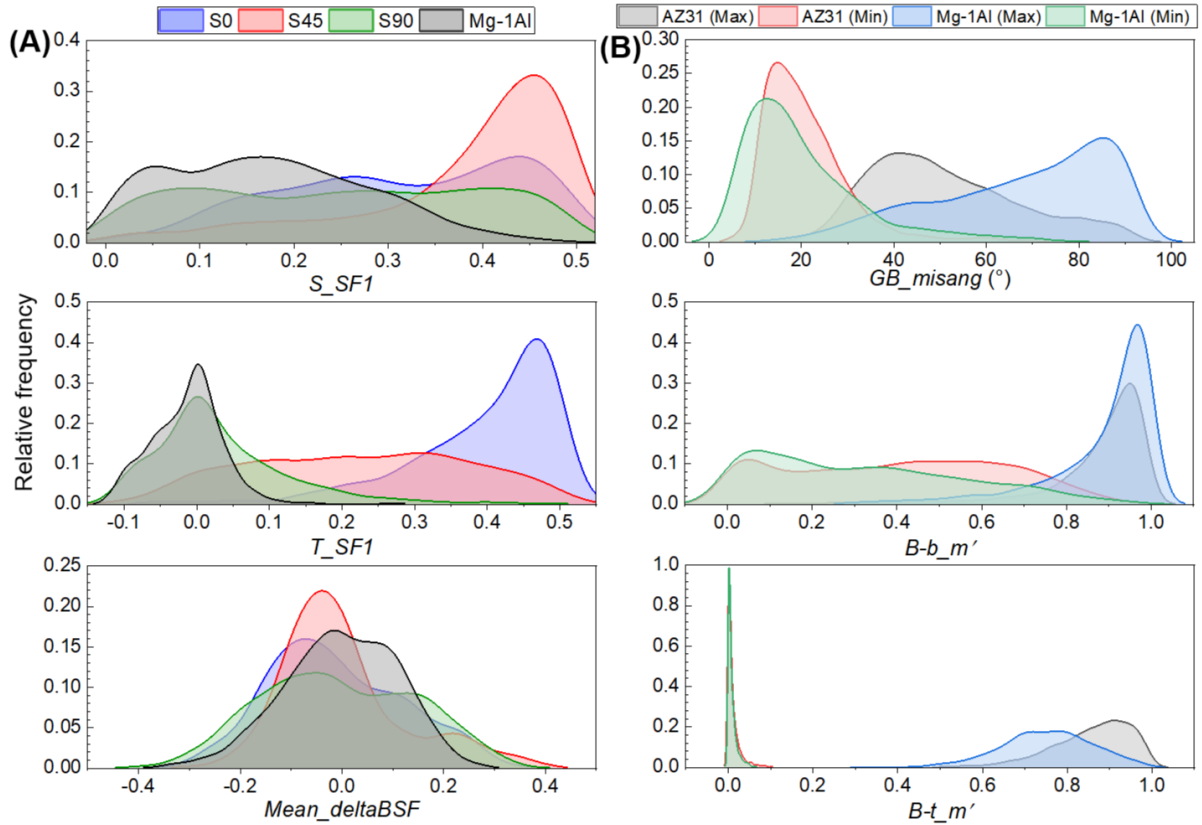 (A)
S0 S45 S90 Mg-1Al
0.4
0.3
0.2
0.1
0.0
0.0 0.1 0.2 0.3 0.4 0.5
S_SF1
Relative frequency
0.5
0.4
0.3
0.2
0.1
0.0
-0.1 0.0 0.1 0.2 0.3 0.4 0.5
T_SF1
0.25
0.20
0.15
0.10
0.05
0.00
-0.4 -0.2 0.0 0.2 0.4
Mean_deltaBSF
(B)
AZ31 (Max) AZ31 (Min) Mg-1Al (Max) Mg-1Al (Min)
0.30
0.25
0.20
0.15
0.10
0.05
0.00
0 20 40 60 80 100
GB_misang (°)
0.5
0.4
0.3
0.2
0.1
0.0
0.0 0.2 0.4 0.6 0.8 1.0
B-b_m′
1.0
0.8
0.6
0.4
0.2
0.0
0.0 0.2 0.4 0.6 0.8 1.0
B-t_m′